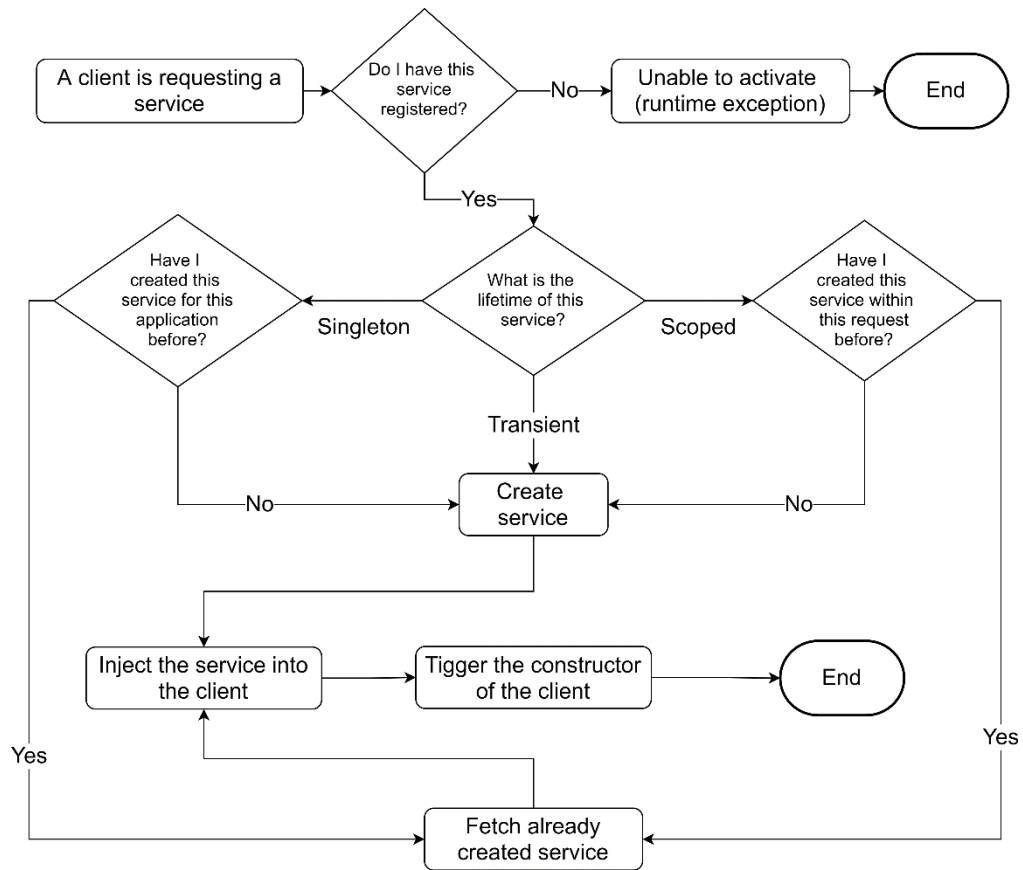 A client is requesting a
service
Do I have this
service
registered?
No
Unable to activate
(runtime exception)
End
Yes
Have I
created this
service for this
application
before?
Singleton
What is the
lifetime of this
service?
Scoped
Have I
created this
service within
this request
before?
Transient
No
Create
service
No
Inject the service into
the client
Tigger the constructor
of the client
End
Yes
Yes
Fetch already
created service